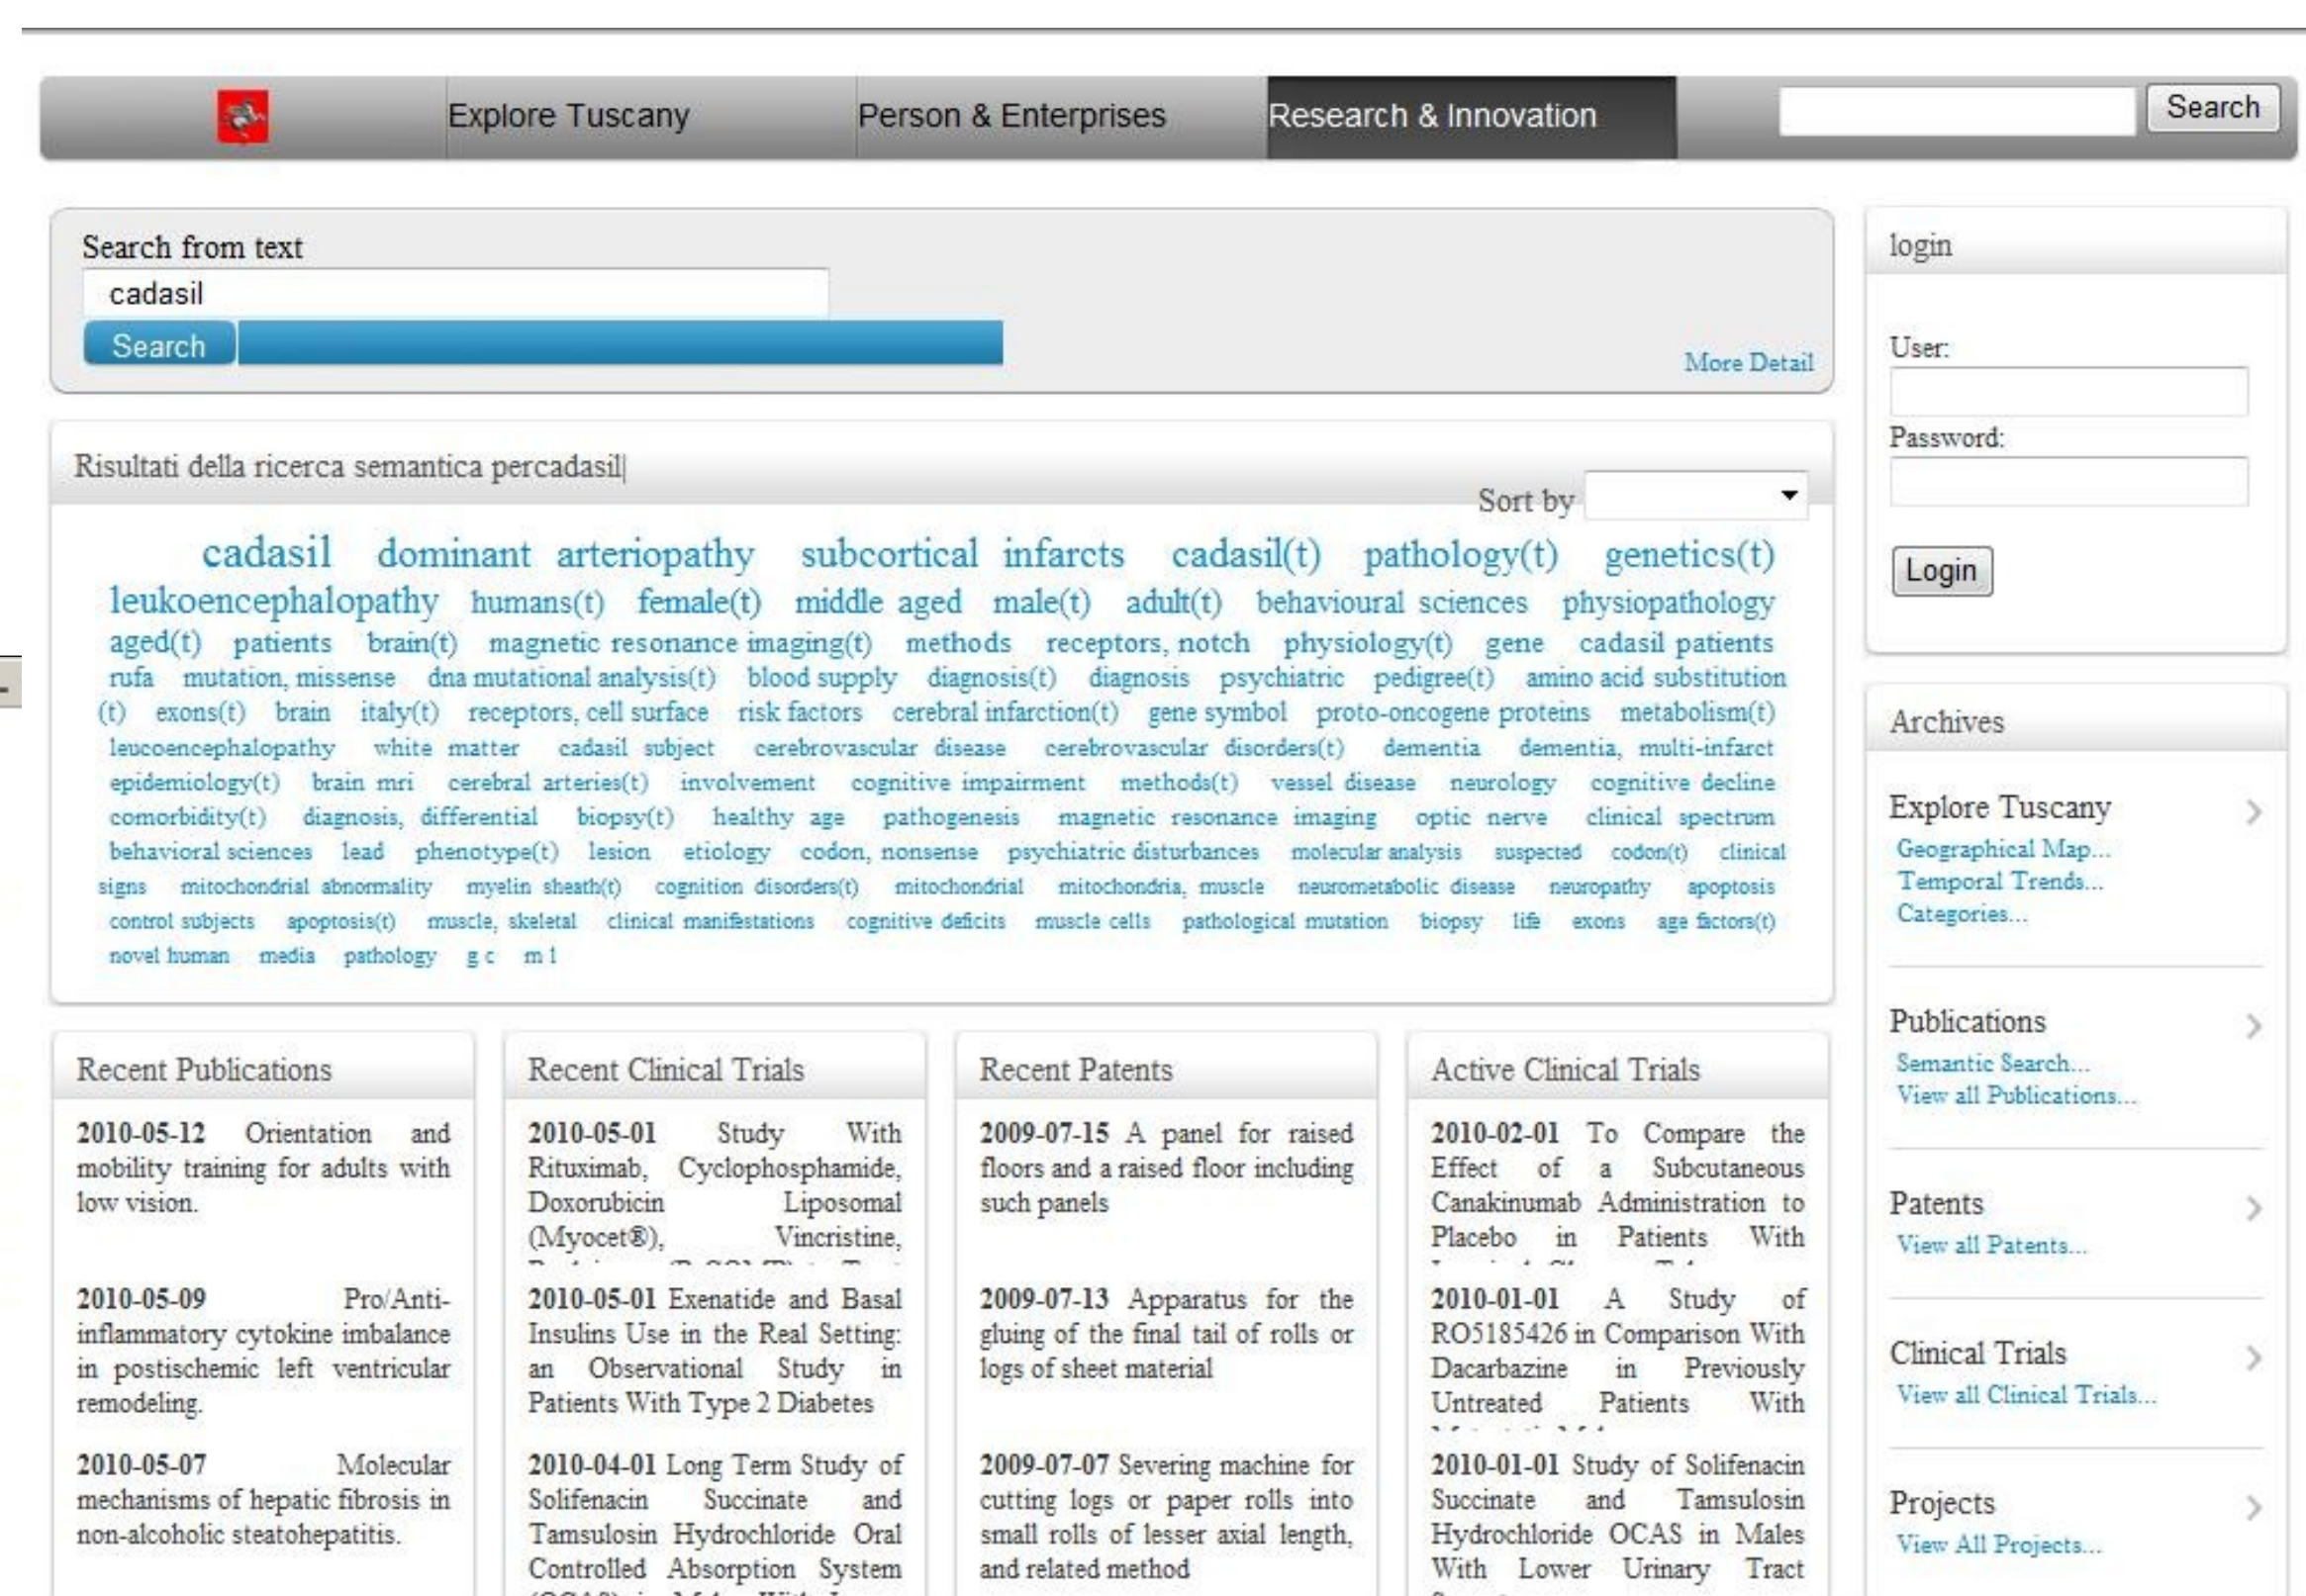 Explore Tuscany
Person & Enterprises
Research & Innovation
Search
Search from text
cadasil
Search
More Detail
Risultati della ricerca semantica percadasil|
Sort by
cadasil dominant arteriopathy subcortical infarcts cadasil(t) pathology(t) genetics(t)
leukoencephalopathy humans(t) female(t) middle aged male(t) adult(t) behavioural sciences physiopathology
aged(t) patients brain(t) magnetic resonance imaging(t) methods receptors, notch physiology(t) gene cadasil patients
rufa mutation, missense dna mutational analysis(t) blood supply diagnosis(t) diagnosis psychiatric pedigree(t) amino acid substitution
(t) exons(t) brain italy(t) receptors, cell surface risk factors cerebral infarction(t) gene symbol proto-oncogene proteins metabolism(t)
leucoencephalopathy white matter cadasil subject cerebrovascular disease cerebrovascular disorders(t) dementia dementia, multi-infarct
epidemiology(t) brain mri cerebral arteries(t) involvement cognitive impairment methods(t) vessel disease neurology cognitive decline
comorbidity(t) diagnosis, differential biopsy(t) healthy age pathogenesis magnetic resonance imaging optic nerve clinical spectrum
behavioral sciences lead phenotype(t) lesion etiology codon, nonsense psychiatric disturbances molecular analysis suspected codon(t) clinical
signs mitochondrial abnormality myelin sheath(t) cognition disorders(t) mitochondrial mitochondria, muscle neurometabolic disease neuropathy apoptosis
control subjects apoptosis(t) muscle, skeletal clinical manifestations cognitive deficits muscle cells pathological mutation biopsy life exons age factors(t)
novel human media pathology g c m l
Recent Publications
2010-05-12 Orientation and
mobility training for adults with
low vision.
2010-05-09 Pro/Anti-
inflammatory cytokine imbalance
in postischemic left ventricular
remodeling.
2010-05-07 Molecular
mechanisms of hepatic fibrosis in
non-alcoholic steatohepatitis.
Recent Clinical Trials
2010-05-01 Study With
Rituximab, Cyclophosphamide,
Doxorubicin Liposomal
(Myocet®), Vincristine,
2010-05-01 Exenatide and Basal
Insulins Use in the Real Setting:
an Observational Study in
Patients With Type 2 Diabetes
2010-04-01 Long Term Study of
Solifenacin Succinate and
Tamsulosin Hydrochloride Oral
Controlled Absorption System
Recent Patents
2009-07-15 A panel for raised
floors and a raised floor including
such panels
2009-07-13 Apparatus for the
gluing of the final tail of rolls or
logs of sheet material
2009-07-07 Severing machine for
cutting logs or paper rolls into
small rolls of lesser axial length,
and related method
Active Clinical Trials
2010-02-01 To Compare the
Effect of a Subcutaneous
Canakinumab Administration to
Placebo in Patients With
2010-01-01 A Study of
RO5185426 in Comparison With
Dacarbazine in Previously
Untreated Patients With
2010-01-01 Study of Solifenacin
Succinate and Tamsulosin
Hydrochloride OCAS in Males
With Lower Urinary Tract
login
User:
Password:
Login
Archives
Explore Tuscany
Geographical Map...
Temporal Trends...
Categories...
Publications
Semantic Search...
View all Publications...
Patents
View all Patents...
Clinical Trials
View all Clinical Trials...
Projects
View All Projects...